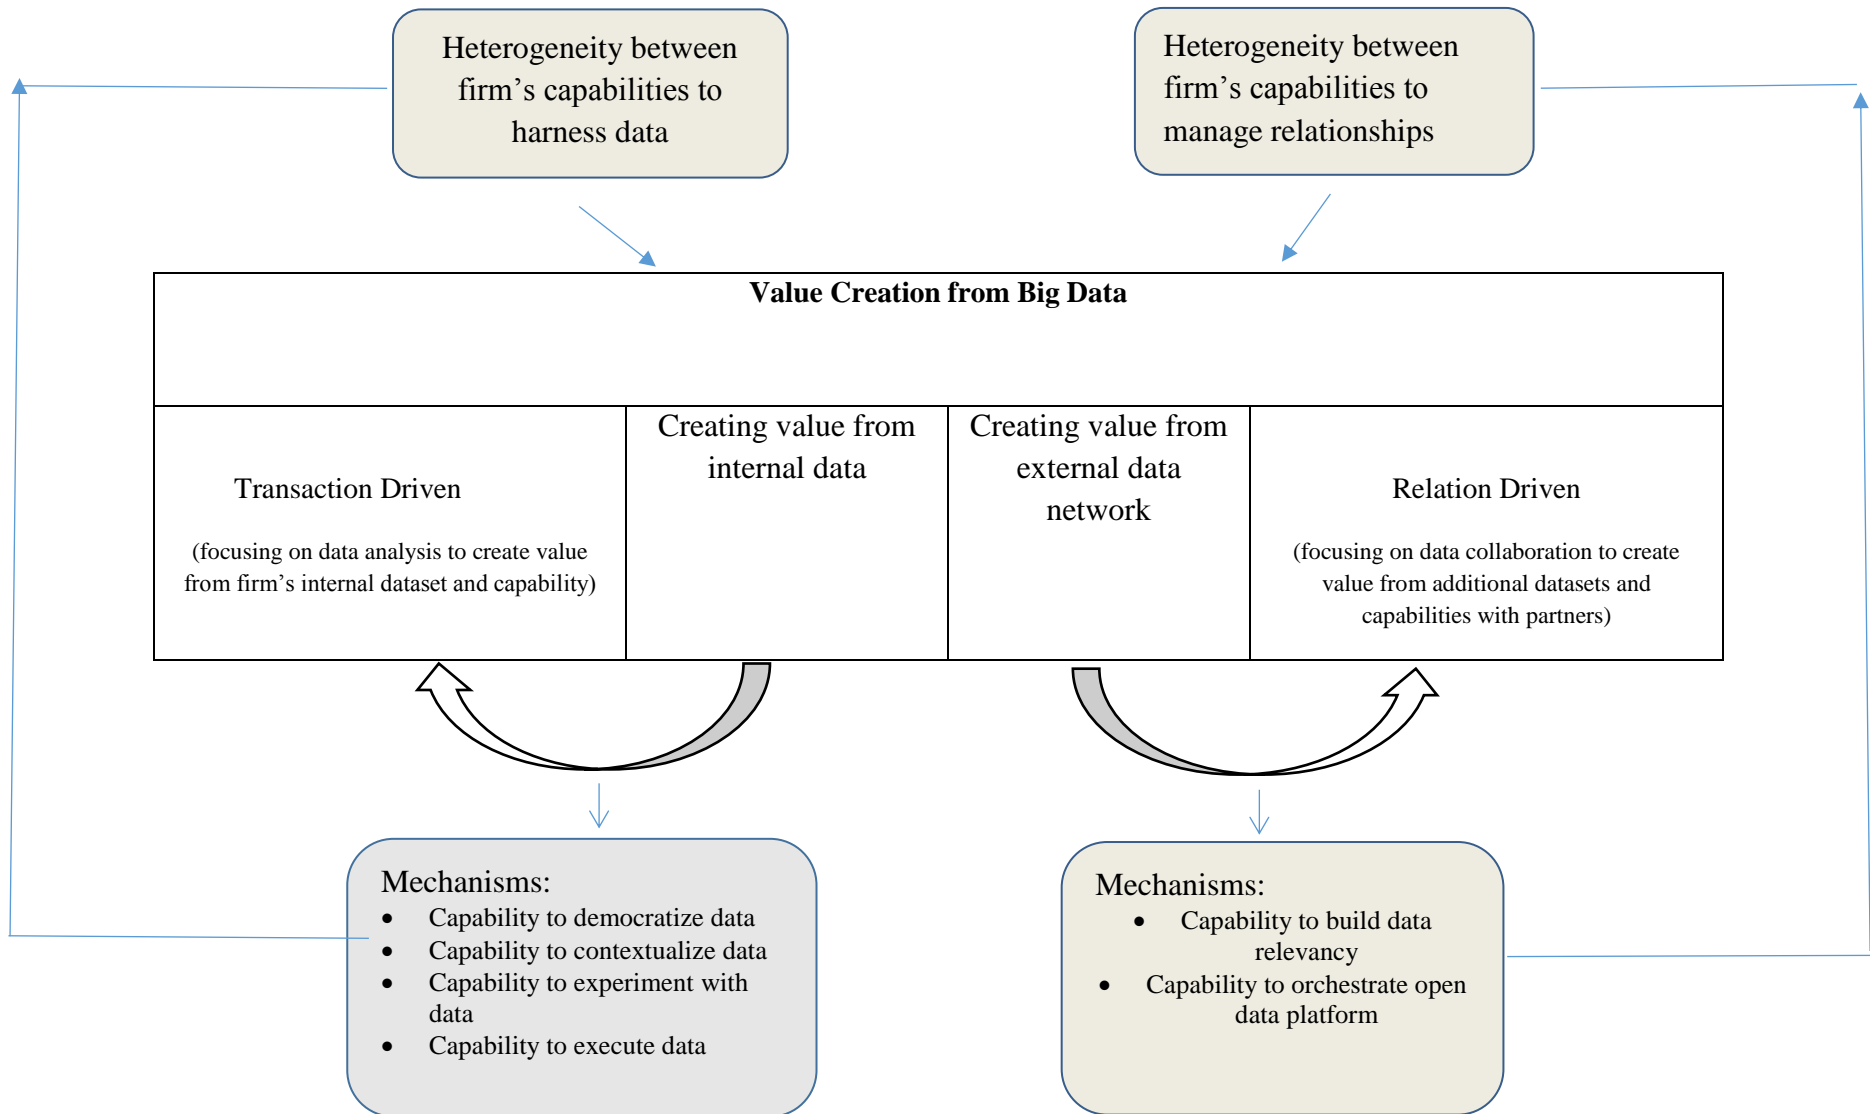 Heterogeneity between
firm’s capabilities to
harness data
Heterogeneity between
firm’s capabilities to
manage relationships
Value Creation from Big Data
Transaction Driven
(focusing on data analysis to create value
from firm’s internal dataset and capability)
Creating value from
internal data
Creating value from
external data
network
Relation Driven
(focusing on data collaboration to create
value from additional datasets and
capabilities with partners)
Mechanisms:
• Capability to democratize data
• Capability to contextualize data
• Capability to experiment with
data
• Capability to execute data
Mechanisms:
• Capability to build data
relevancy
• Capability to orchestrate open
data platform